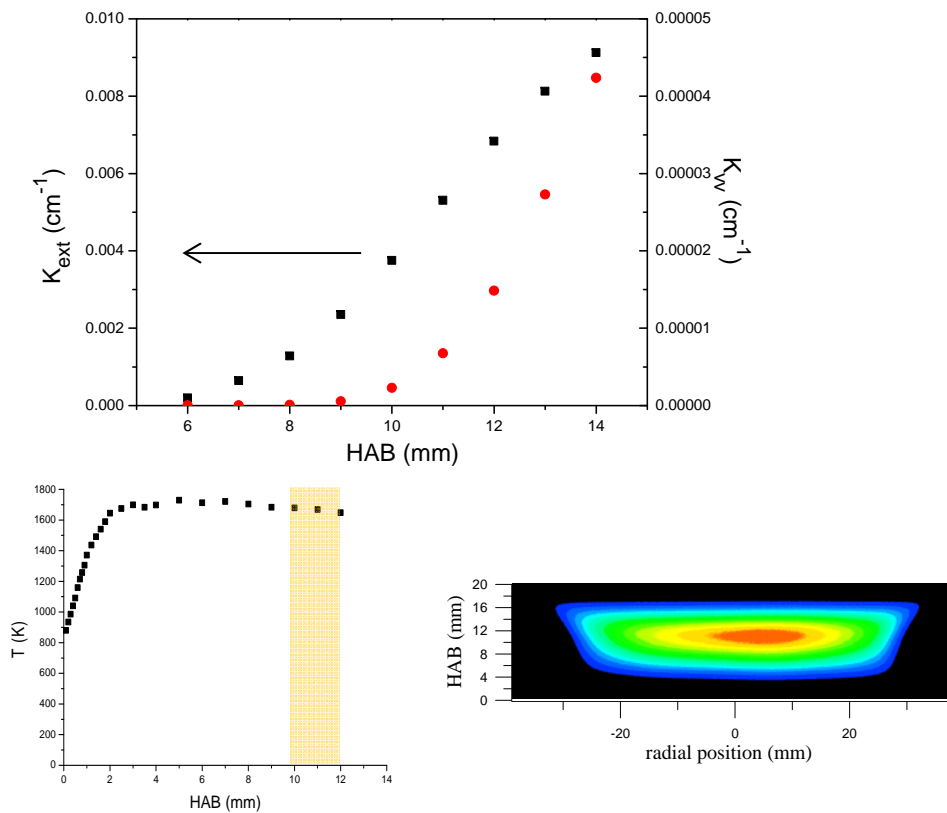 0.010
0.008
0.006
0.004
0.002
0.000
K_ext (cm^-1)
0.00005
0.00004
0.00003
0.00002
0.00001
0.00000
K_vv (cm^-1)
6 8 10 12 14
HAB (mm)
1800
1600
1400
1200
1000
800
600
400
200
0
T (K)
0 2 4 6 8 10 12 14
HAB (mm)
20
16
12
8
4
0
HAB (mm)
-20 0 20
radial position (mm)